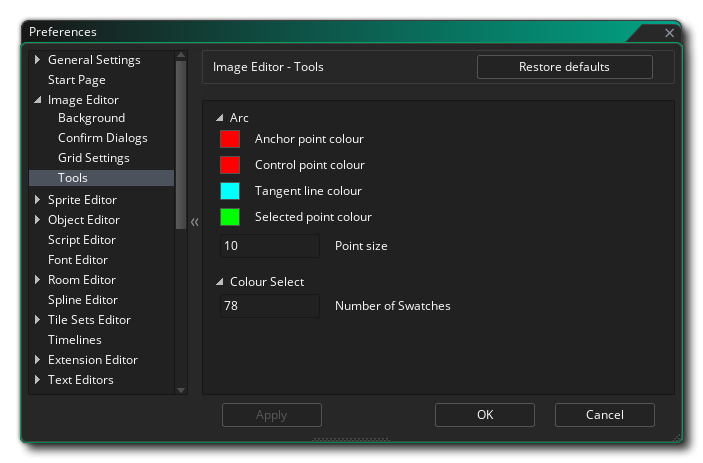 Preferences
General Settings
Start Page
Image Editor
Background
Confirm Dialogs
Grid Settings
Tools
Sprite Editor
Object Editor
Script Editor
Font Editor
Room Editor
Spline Editor
Tile Sets Editor
Timelines
Extension Editor
Text Editors
Image Editor - Tools
Restore defaults
Arc
Anchor point colour
Control point colour
Tangent line colour
Selected point colour
10 Point size
Colour Select
78 Number of Swatches
Apply OK Cancel